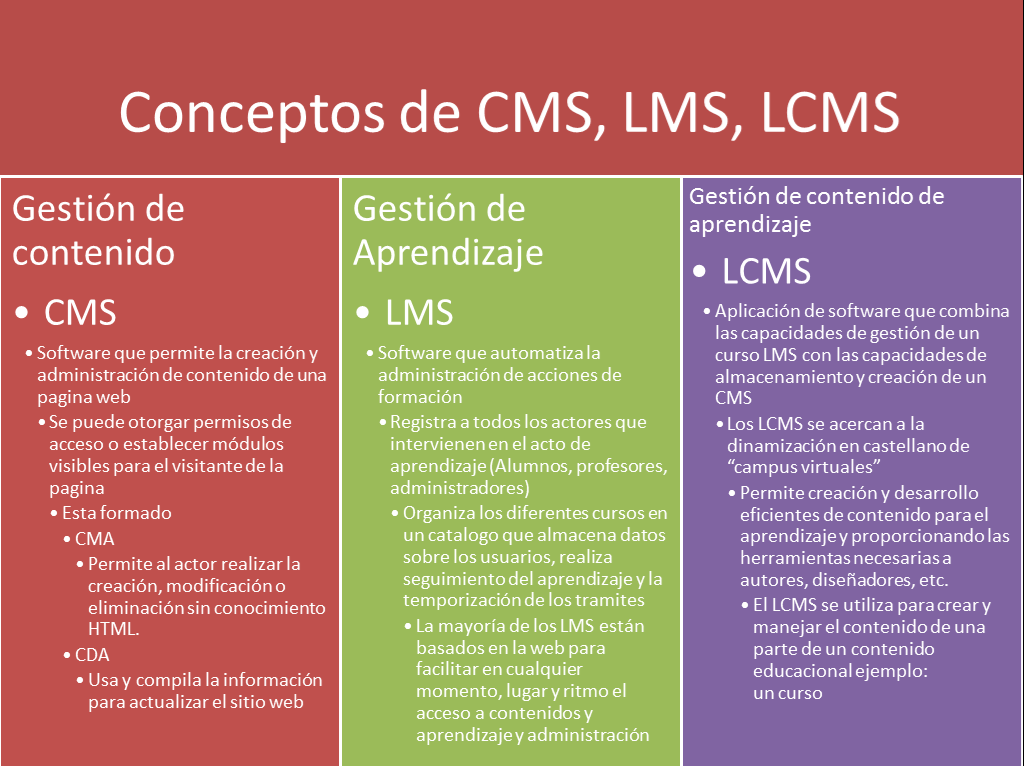 Conceptos de CMS, LMS, LCMS
Gestión de
contenido
• CMS
• Software que permite la creación y
administración de contenido de una
pagina web
• Se puede otorgar permisos de
acceso o establecer módulos
visibles para el visitante de la
pagina
• Esta formado
• CMA
• Permite al actor realizar la
creación, modificación o
eliminación sin conocimiento
HTML.
• CDA
• Usa y compila la información
para actualizar el sitio web
Gestión de
Aprendizaje
• LMS
• Software que automatiza la
administración de acciones de
formación
• Registra a todos los actores que
intervienen en el acto de
aprendizaje (Alumnos, profesores,
administradores)
• Organiza los diferentes cursos en
un catalogo que almacena datos
sobre los usuarios, realiza
seguimiento del aprendizaje y la
temporización de los tramites
• La mayoría de los LMS están
basados en la web para
facilitar en cualquier
momento, lugar y ritmo el
acceso a contenidos y
aprendizaje y administración
Gestión de contenido de
aprendizaje
• LCMS
• Aplicación de software que combina
las capacidades de gestión de un
curso LMS con las capacidades de
almacenamiento y creación de un
CMS
• Los LCMS se acercan a la
dinamización en castellano de
“campus virtuales”
• Permite creación y desarrollo
eficientes de contenido para el
aprendizaje y proporcionando las
herramientas necesarias a
autores, diseñadores, etc.
• El LCMS se utiliza para crear y
manejar el contenido de una
parte de un contenido
educacional ejemplo:
un curso